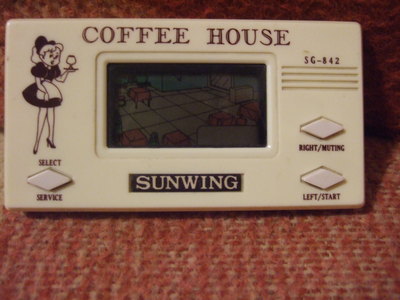 COFFEE HOUSE
SG-842
RIGHT/MUTING
SELECT
SERVICE
SUNWING
LEFT/START